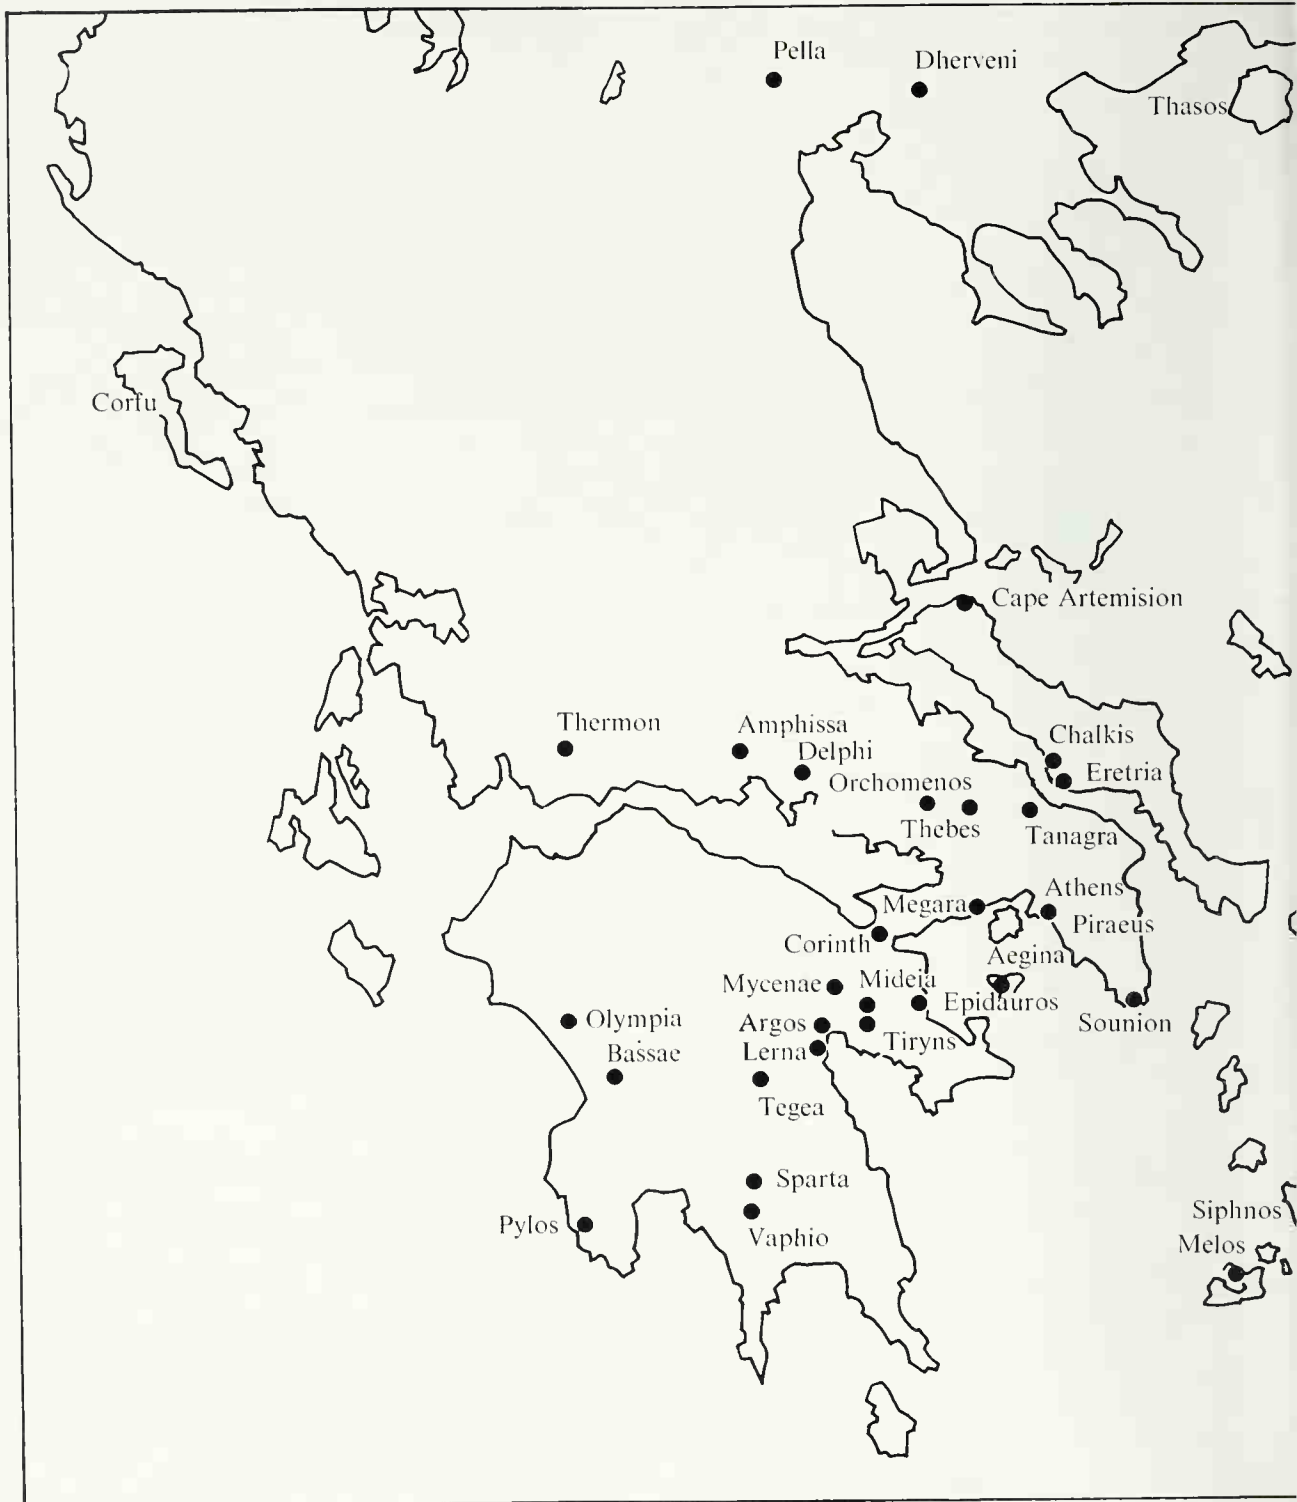 Pella
Dherveni
Thasos
Corfu
Cape Artemision
Thermon
Amphissa
Delphi
Chalkis
Eretria
Orchomenos
Thebes
Tanagra
Megara
Athens
Piraeus
Corinth
Aegina
Mycenae
Mideia
Epidauros
Sounion
Olympia
Argos
Tiryns
Bassae
Lerna
Tegea
Sparta
Pylos
Vaphio
Siphnos
Melos